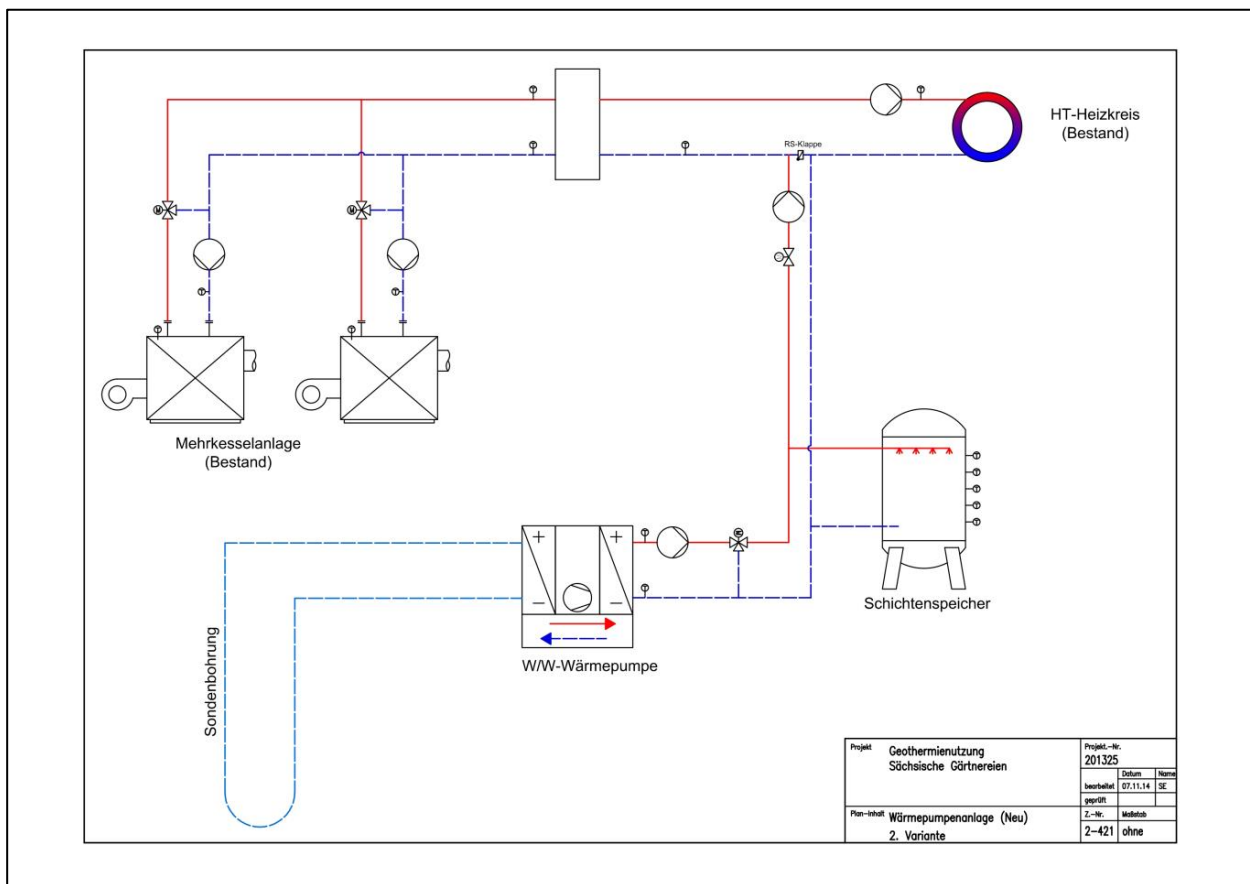 HT-Heizkreis
(Bestand)
RS-Klappe
T
T
T
T
M
M
T
T
T
T
Mehrkesselanlage
(Bestand)
T
T
T
T
T
T
T
+
+
-
-
Schichtenspeicher
W/W-Wärmepumpe
Sondenbohrung
Projekt
Geothermienutzung
Sächsische Gärtnereien
Projekt.-Nr.
201325
Datum
Name
bearbeitet
07.11.14
SE
geprüft
Plan-Inhalt
Wärmepumpenanlage (Neu)
2. Variante
Z.-Nr.
Maßstab
2-421
ohne